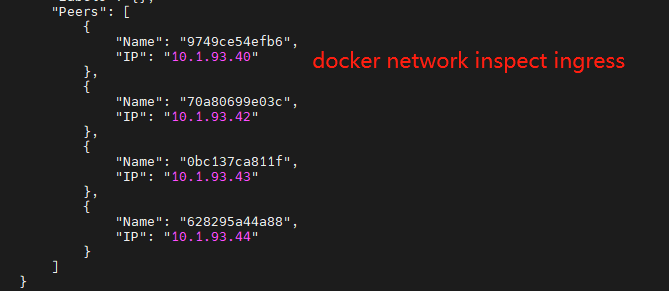 "Peers": [
{
"Name": "9749ce54efb6",
"IP": "10.1.93.40"
docker network inspect ingress
},
{
"Name": "70a80699e03c",
"IP": "10.1.93.42"
},
{
"Name": "0bc137ca811f",
"IP": "10.1.93.43"
},
{
"Name": "628295a44a88",
"IP": "10.1.93.44"
}
]
}